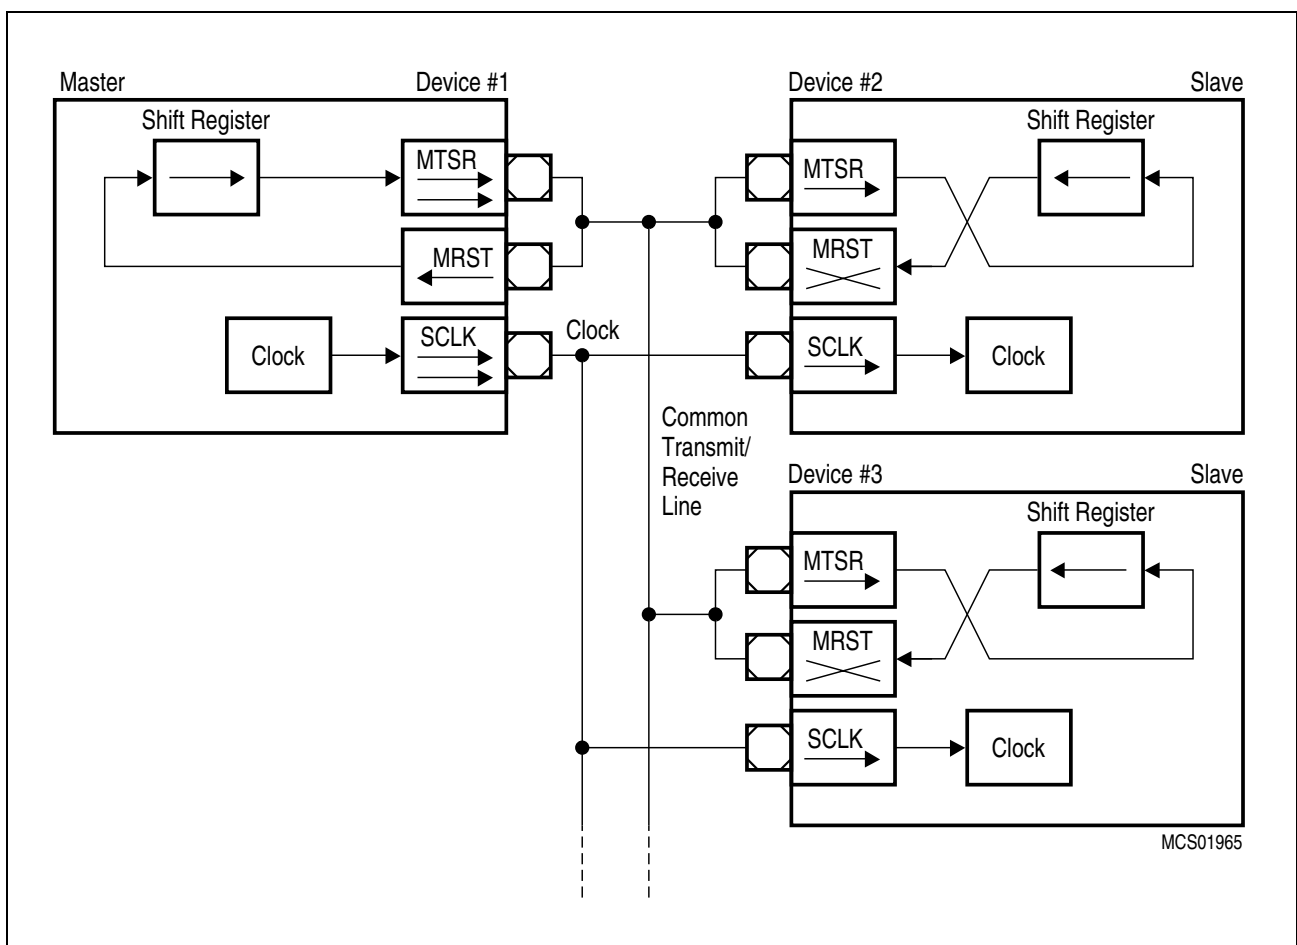 Master
Device #1
Shift Register
MTSR
MRST
Clock
SCLK
Clock
Common
Transmit/
Receive
Line
Device #2
Slave
Shift Register
MTSR
MRST
SCLK
Clock
Device #3
Slave
Shift Register
MTSR
MRST
SCLK
Clock
MCS01965